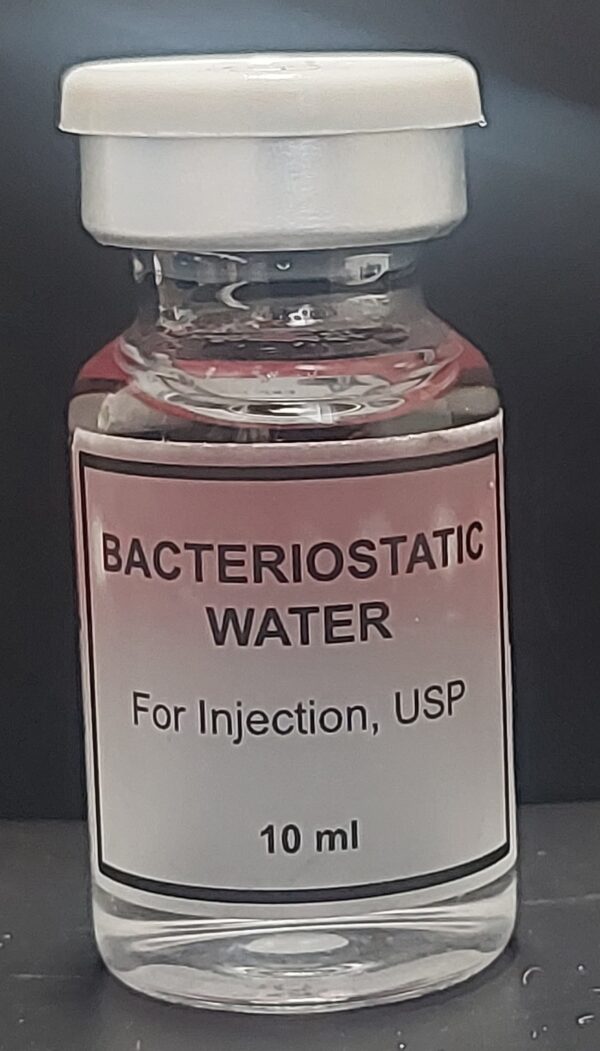 BACTERIOSTATIC
WATER
For Injection, USP
10 ml